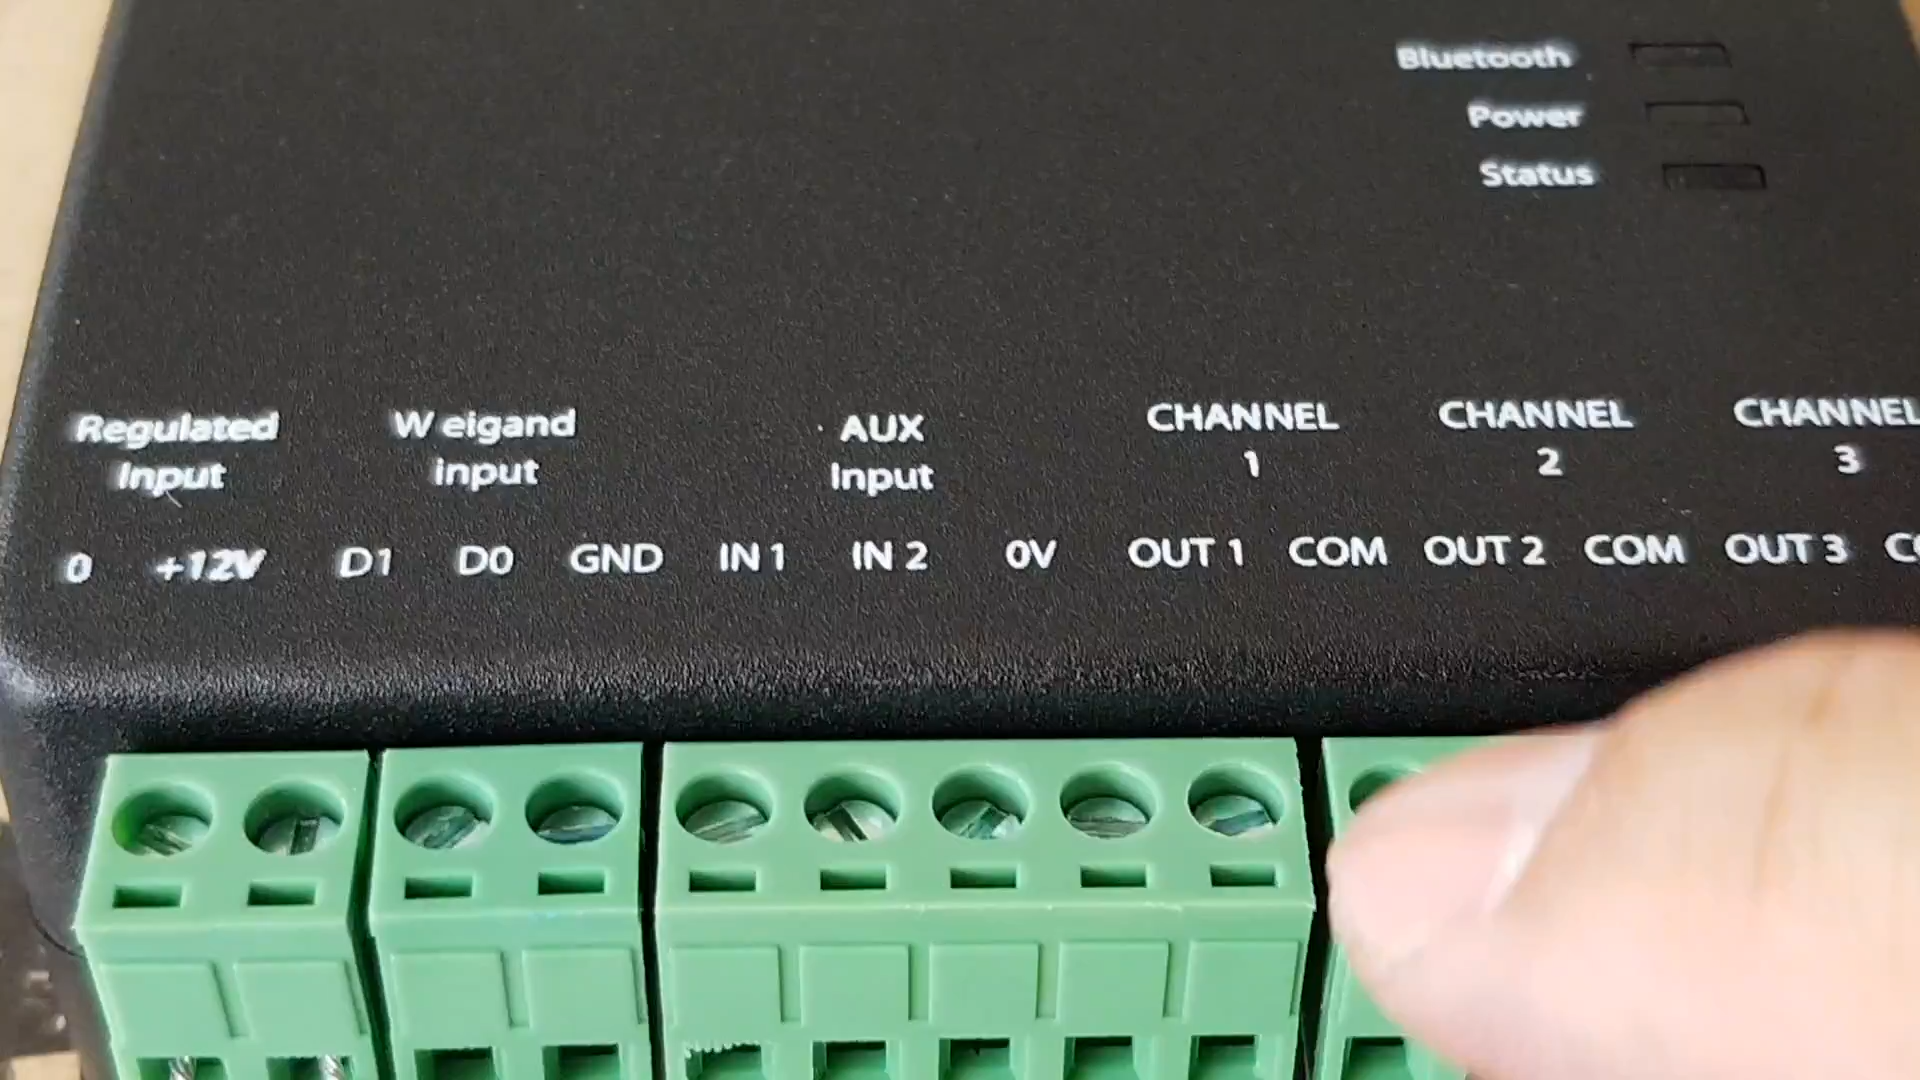 Bluetooth
Power
Status
Regulated
Input
W eigand
input
AUX
Input
CHANNEL
1
CHANNEL
2
CHANNEL
3
0 +12V D1 D0 GND IN 1 IN 2 0V OUT 1 COM OUT 2 COM OUT 3